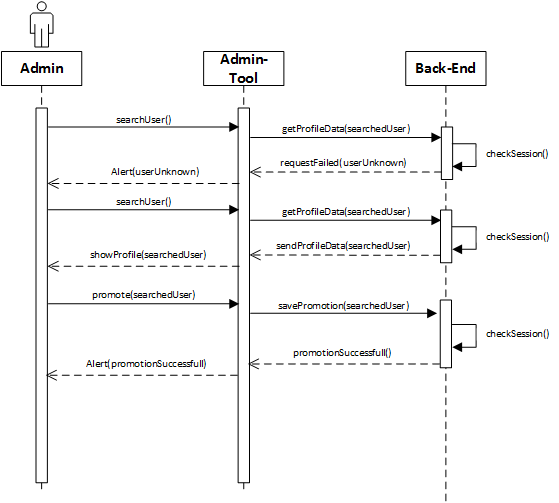 Admin
Admin-
Tool
Back-End
searchUser()
getProfileData(searchedUser)
checkSession()
requestFailed(userUnknown)
Alert(userUnknown)
searchUser()
getProfileData(searchedUser)
checkSession()
sendProfileData(searchedUser)
showProfile(searchedUser)
promote(searchedUser)
savePromotion(searchedUser)
checkSession()
promotionSuccessfull()
Alert(promotionSuccessfull)